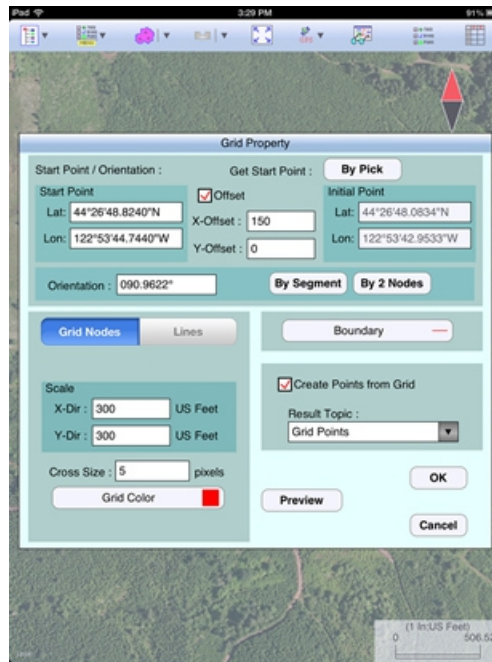 iPad
3:29 PM
91%
Grid Property
Start Point / Orientation :
Get Start Point :
By Pick
Start Point
Lat: 44°26'48.8240"N
Lon: 122°53'44.7440"W
Offset
X-Offset : 150
Y-Offset : 0
Initial Point
Lat: 44°26'48.0834"N
Lon: 122°53'42.9533"W
Orientation : 090.9622°
By Segment
By 2 Nodes
Grid Nodes
Lines
Boundary
Scale
X-Dir : 300 US Feet
Y-Dir : 300 US Feet
Create Points from Grid
Result Topic :
Grid Points
Cross Size : 5 pixels
Grid Color
Preview
OK
Cancel
(1 In:US Feet)
0 506.53